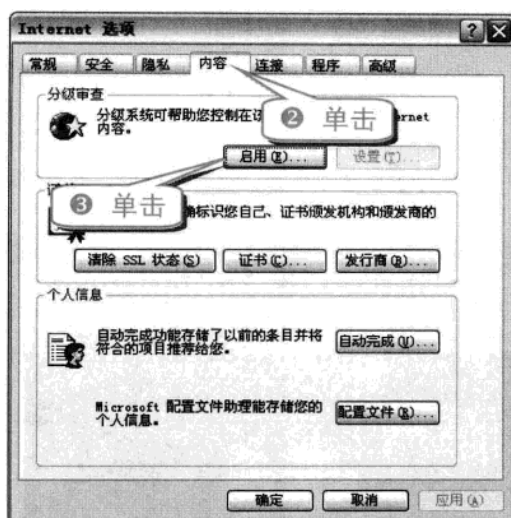 Internet 选项
常规 安全 隐私 内容 连接 程序 高级
分级审查
分级系统可帮助您控制在该 ernet
内容。
❷ 单击
启用(E)... 设置(T)...
❸ 单击
确标识您自己、证书颁发机构和颁发商的
清除 SSL 状态(S) 证书(C)... 发行商(B)...
个人信息
自动完成功能存储了以前的条目并将
符合的项目推荐给您。
自动完成(U)...
Microsoft 配置文件助理能存储您的
个人信息。
配置文件(R)...
确定 取消 应用(A)